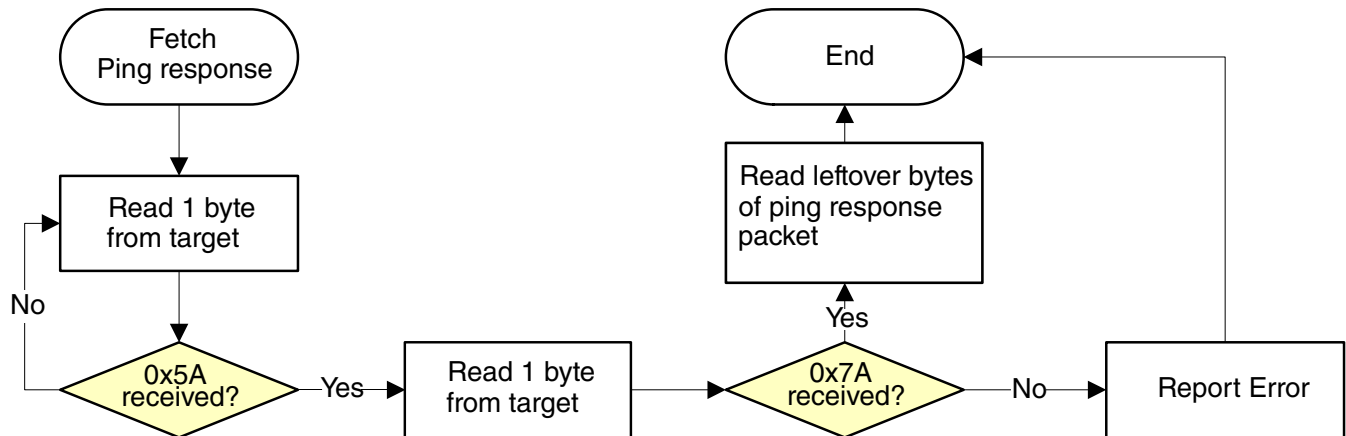 Fetch
Ping response
Read 1 byte
from target
No
0x5A
received?
Yes
Read 1 byte
from target
0x7A
received?
Yes
Read leftover bytes
of ping response
packet
End
No
Report Error